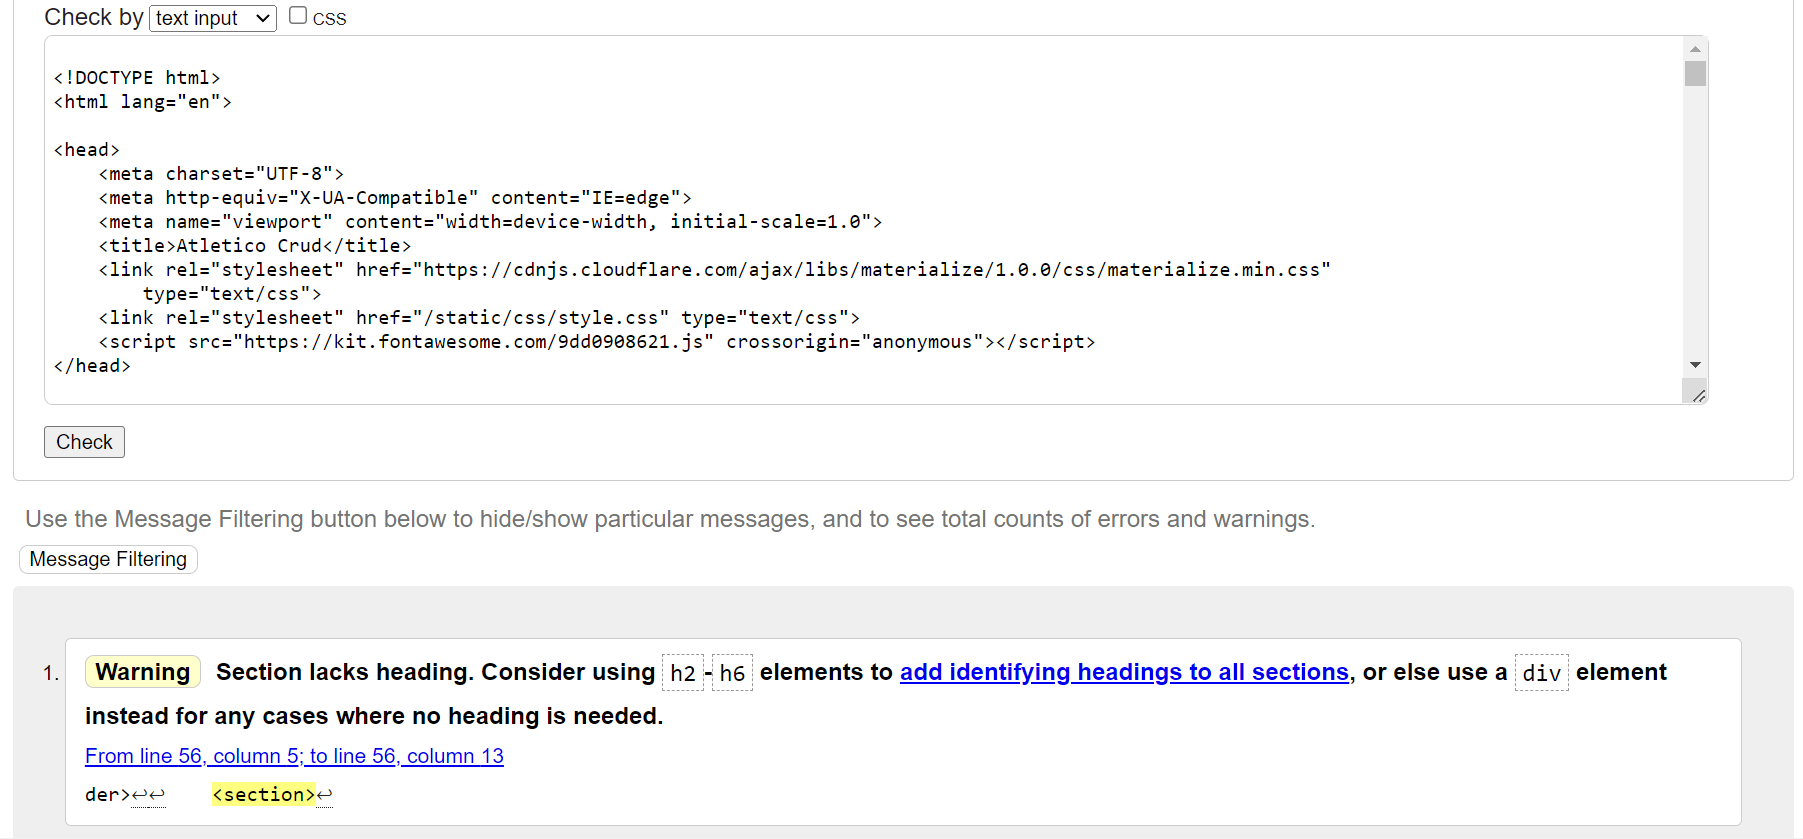 Check by text input CSS
<!DOCTYPE html>
<html lang="en">
<head>
    <meta charset="UTF-8">
    <meta http-equiv="X-UA-Compatible" content="IE=edge">
    <meta name="viewport" content="width=device-width, initial-scale=1.0">
    <title>Atletico Crud</title>
    <link rel="stylesheet" href="https://cdnjs.cloudflare.com/ajax/libs/materialize/1.0.0/css/materialize.min.css"
        type="text/css">
    <link rel="stylesheet" href="/static/css/style.css" type="text/css">
    <script src="https://kit.fontawesome.com/9dd0908621.js" crossorigin="anonymous"></script>
</head>
Check
Use the Message Filtering button below to hide/show particular messages, and to see total counts of errors and warnings.
Message Filtering
1. Warning Section lacks heading. Consider using h2-h6 elements to add identifying headings to all sections, or else use a div element
instead for any cases where no heading is needed.
From line 56, column 5; to line 56, column 13
der>↩↩    <section>↩